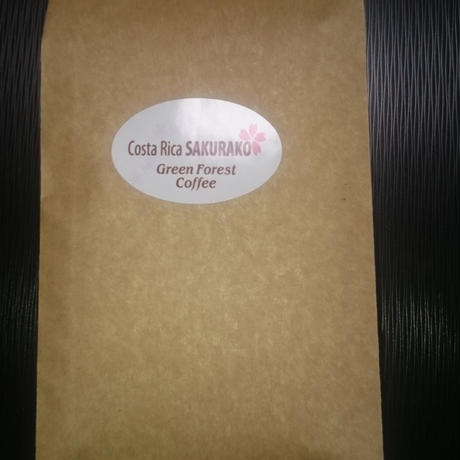 Costa Rica SAKURAKO
Green Forest
Coffee